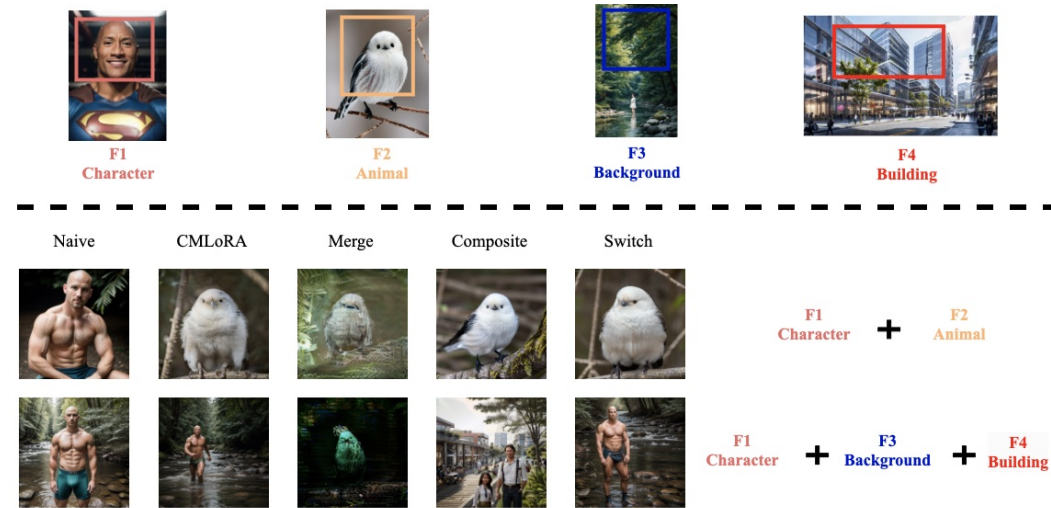 F1
Character
F2
Animal
F3
Background
F4
Building
Naive
CMLoRA
Merge
Composite
Switch
F1
Character
+
F2
Animal
F1
Character
+
F3
Background
+
F4
Building